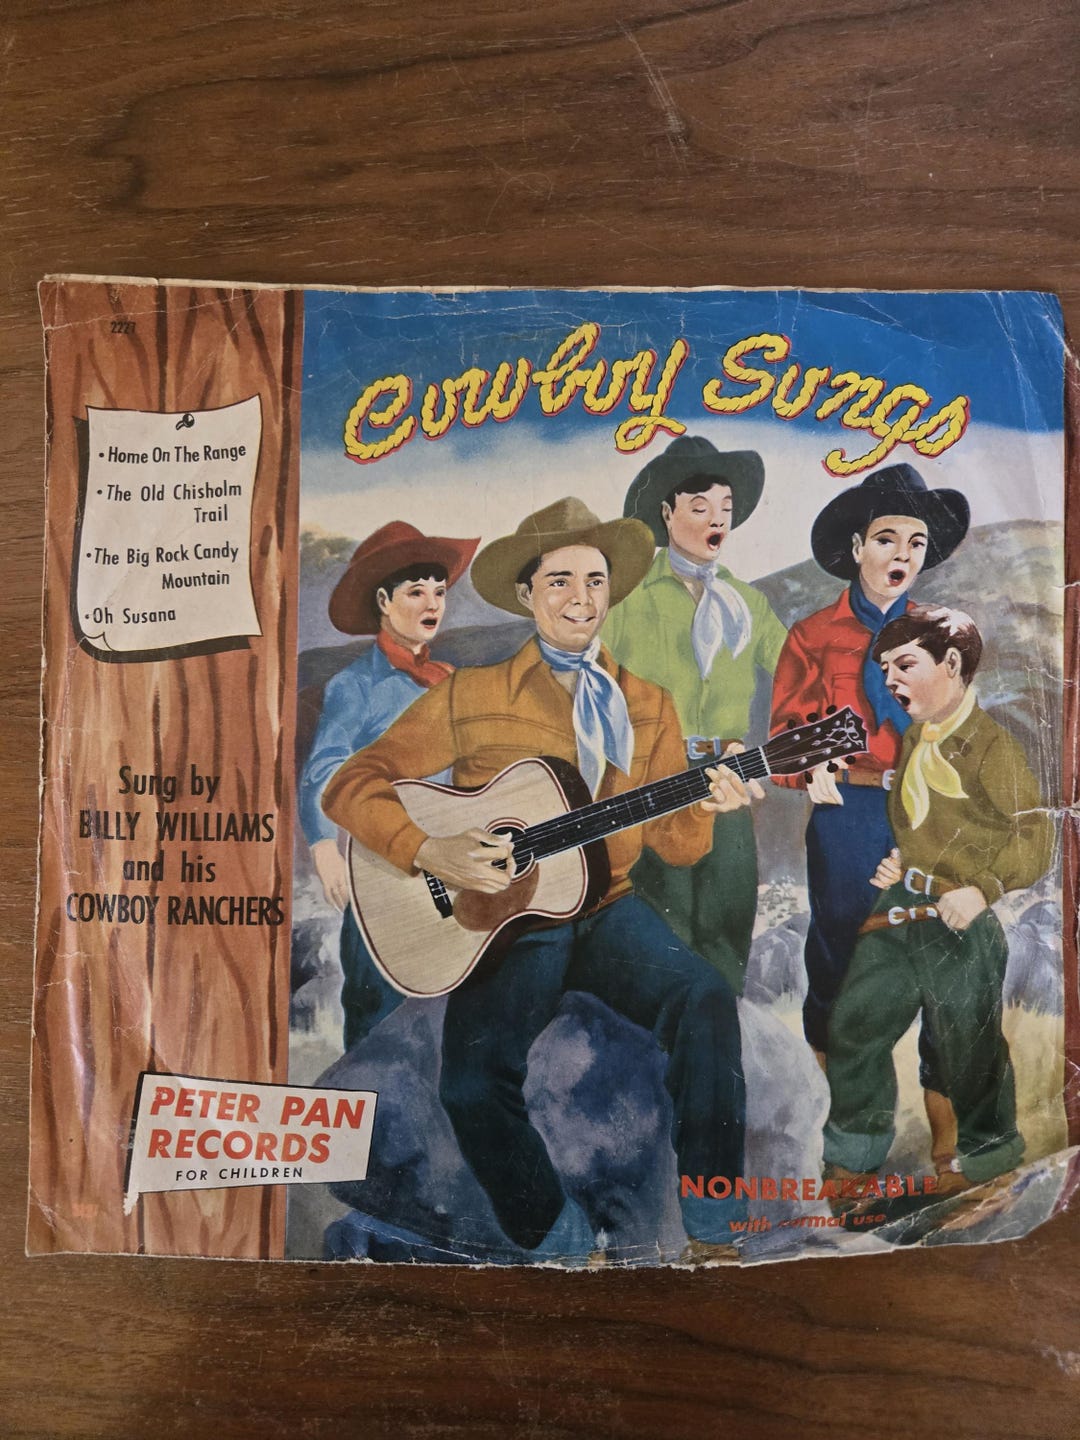 2227
Cowboy Songs
• Home On The Range
• The Old Chisholm
Trail
• The Big Rock Candy
Mountain
• Oh Susana
Sung by
BILLY WILLIAMS
and his
COWBOY RANCHERS
PETER PAN
RECORDS
FOR CHILDREN
NONBREAKABLE
with normal use